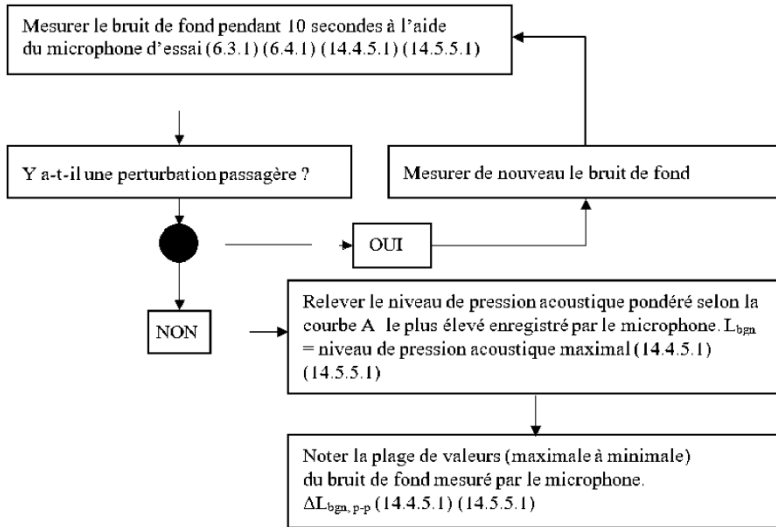 Mesurer le bruit de fond pendant 10 secondes à l’aide
du microphone d’essai (6.3.1) (6.4.1) (14.4.5.1) (14.5.5.1)
Y a-t-il une perturbation passagère ?
Mesurer de nouveau le bruit de fond
OUI
NON
Relever le niveau de pression acoustique pondéré selon la
courbe A le plus élevé enregistré par le microphone. Lbgn
= niveau de pression acoustique maximal (14.4.5.1)
(14.5.5.1)
Noter la plage de valeurs (maximale à minimale)
du bruit de fond mesuré par le microphone.
ΔLbgn, p-p (14.4.5.1) (14.5.5.1)